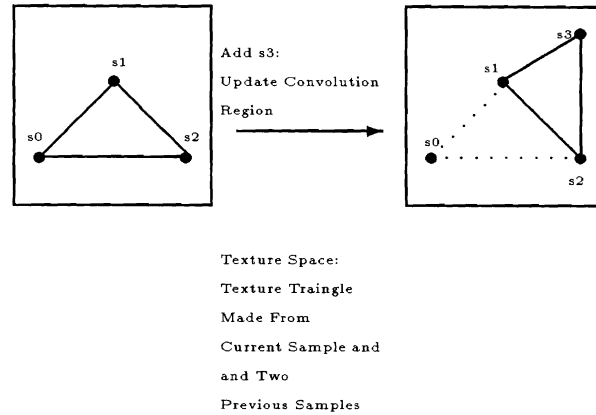 s1
s0
s2
Add s3:
Update Convolution
Region
s3
s1
s0
s2
Texture Space:
Texture Traingle
Made From
Current Sample and
and Two
Previous Samples